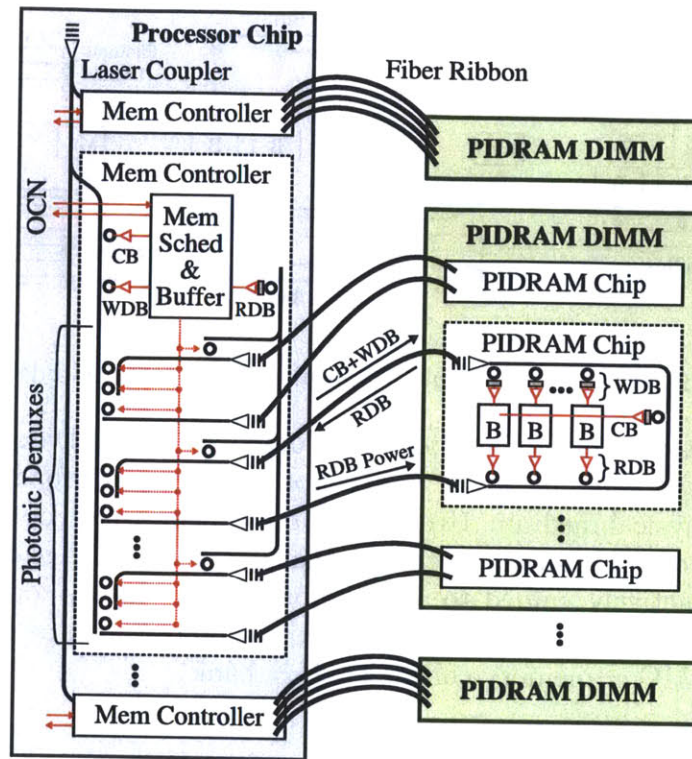 Processor Chip
Laser Coupler
Fiber Ribbon
Mem Controller
PIDRAM DIMM
Mem Controller
OCN
Mem
Sched
&
Buffer
CB
WDB
RDB
PIDRAM DIMM
PIDRAM Chip
CB+WDB
RDB
RDB Power
PIDRAM Chip
WDB
B
B
B
CB
RDB
Photonic Demuxes
PIDRAM Chip
Mem Controller
PIDRAM DIMM